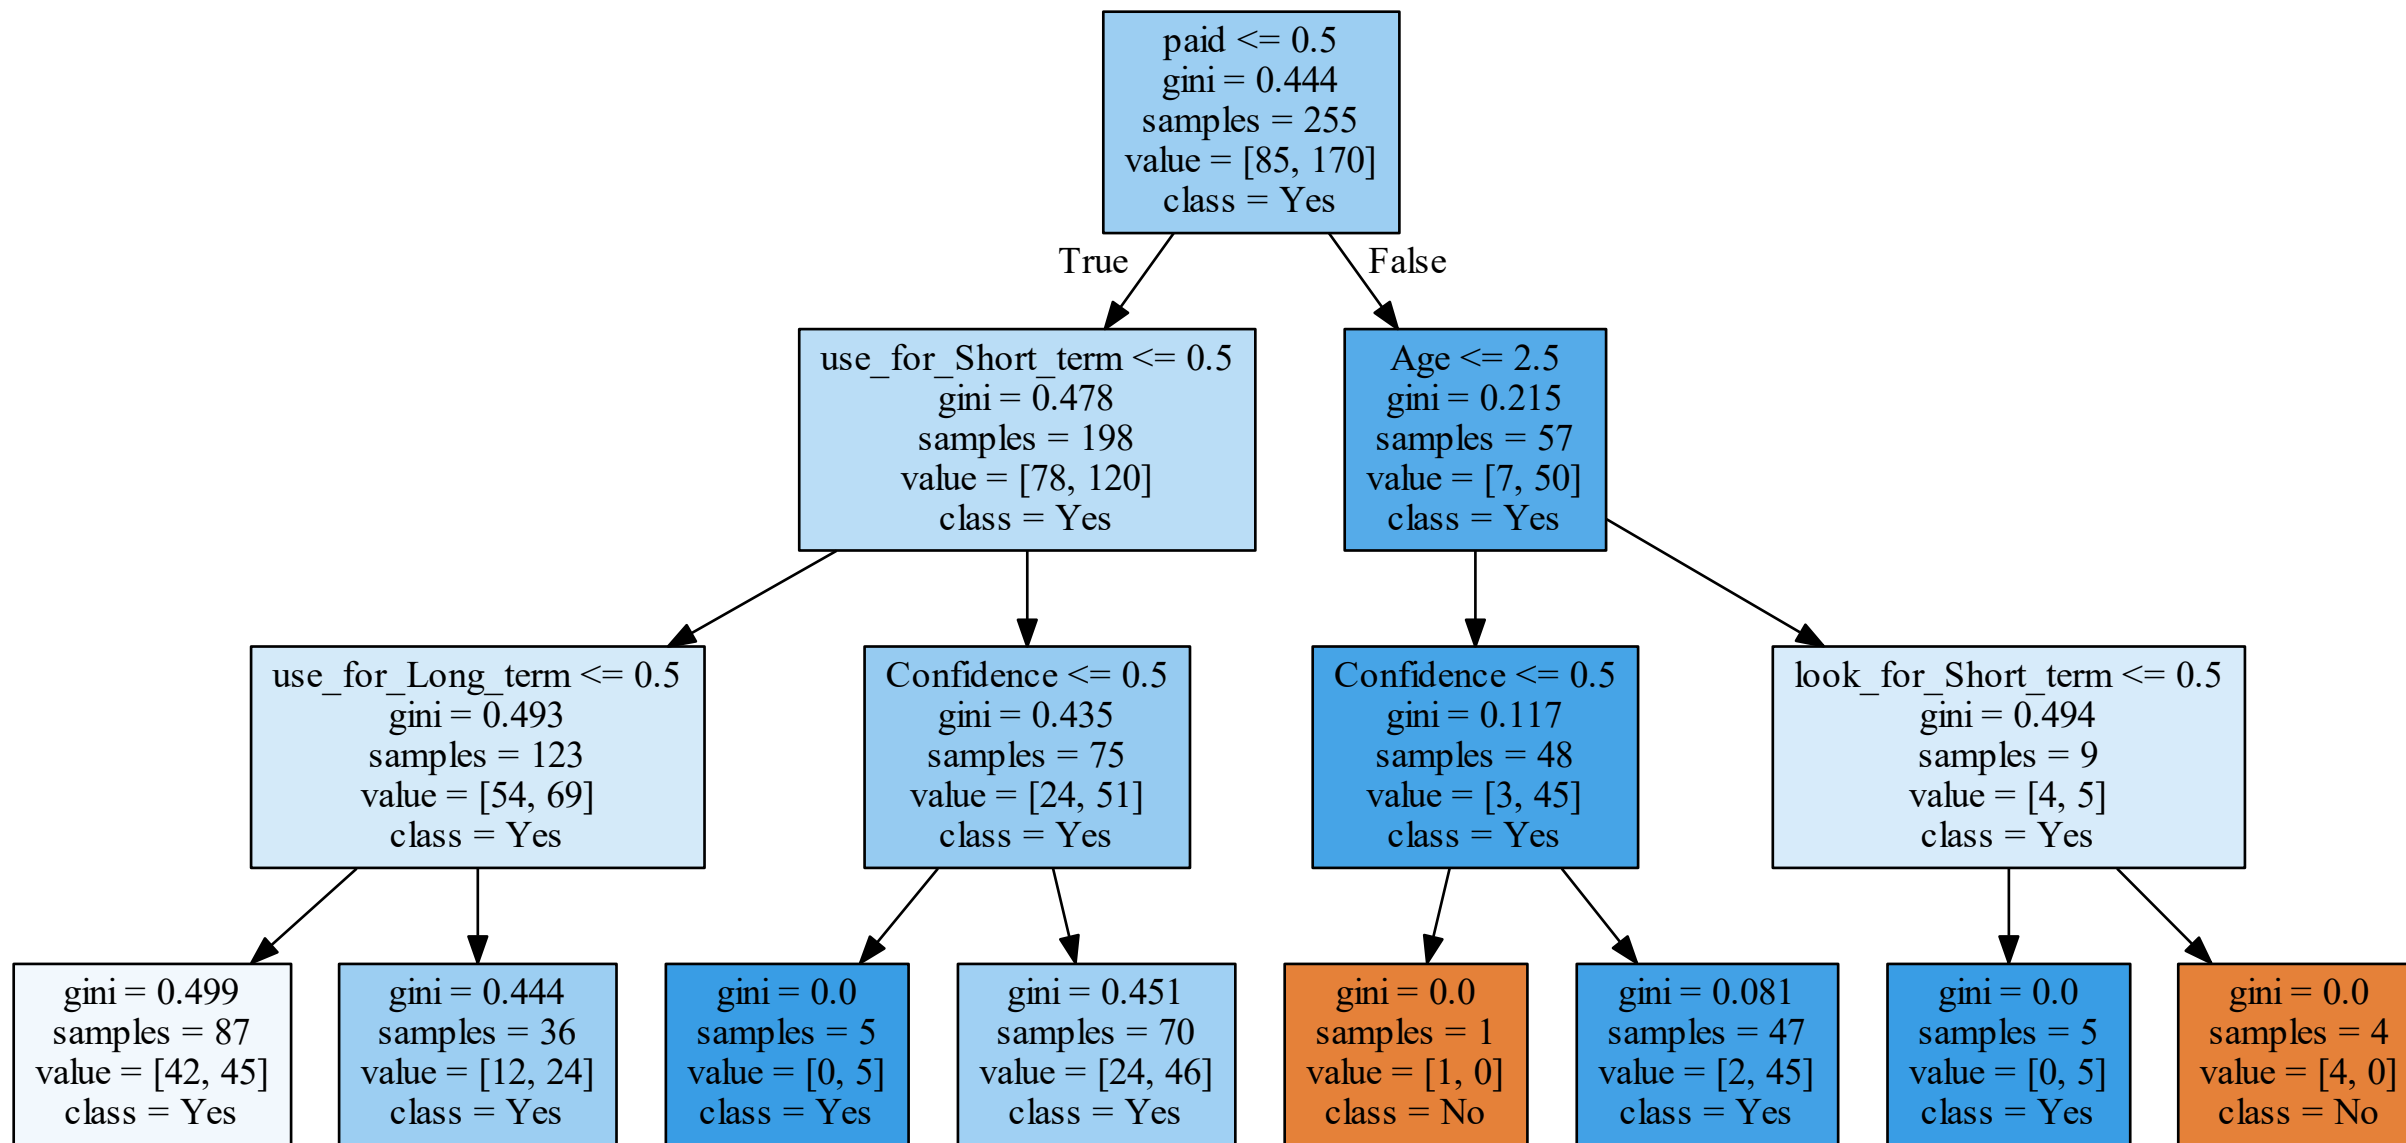 paid <= 0.5
gini = 0.444
samples = 255
value = [85, 170]
class = Yes
True
False
use_for_Short_term <= 0.5
gini = 0.478
samples = 198
value = [78, 120]
class = Yes
Age <= 2.5
gini = 0.215
samples = 57
value = [7, 50]
class = Yes
use_for_Long_term <= 0.5
gini = 0.493
samples = 123
value = [54, 69]
class = Yes
Confidence <= 0.5
gini = 0.435
samples = 75
value = [24, 51]
class = Yes
Confidence <= 0.5
gini = 0.117
samples = 48
value = [3, 45]
class = Yes
look_for_Short_term <= 0.5
gini = 0.494
samples = 9
value = [4, 5]
class = Yes
gini = 0.499
samples = 87
value = [42, 45]
class = Yes
gini = 0.444
samples = 36
value = [12, 24]
class = Yes
gini = 0.0
samples = 5
value = [0, 5]
class = Yes
gini = 0.451
samples = 70
value = [24, 46]
class = Yes
gini = 0.0
samples = 1
value = [1, 0]
class = No
gini = 0.081
samples = 47
value = [2, 45]
class = Yes
gini = 0.0
samples = 5
value = [0, 5]
class = Yes
gini = 0.0
samples = 4
value = [4, 0]
class = No